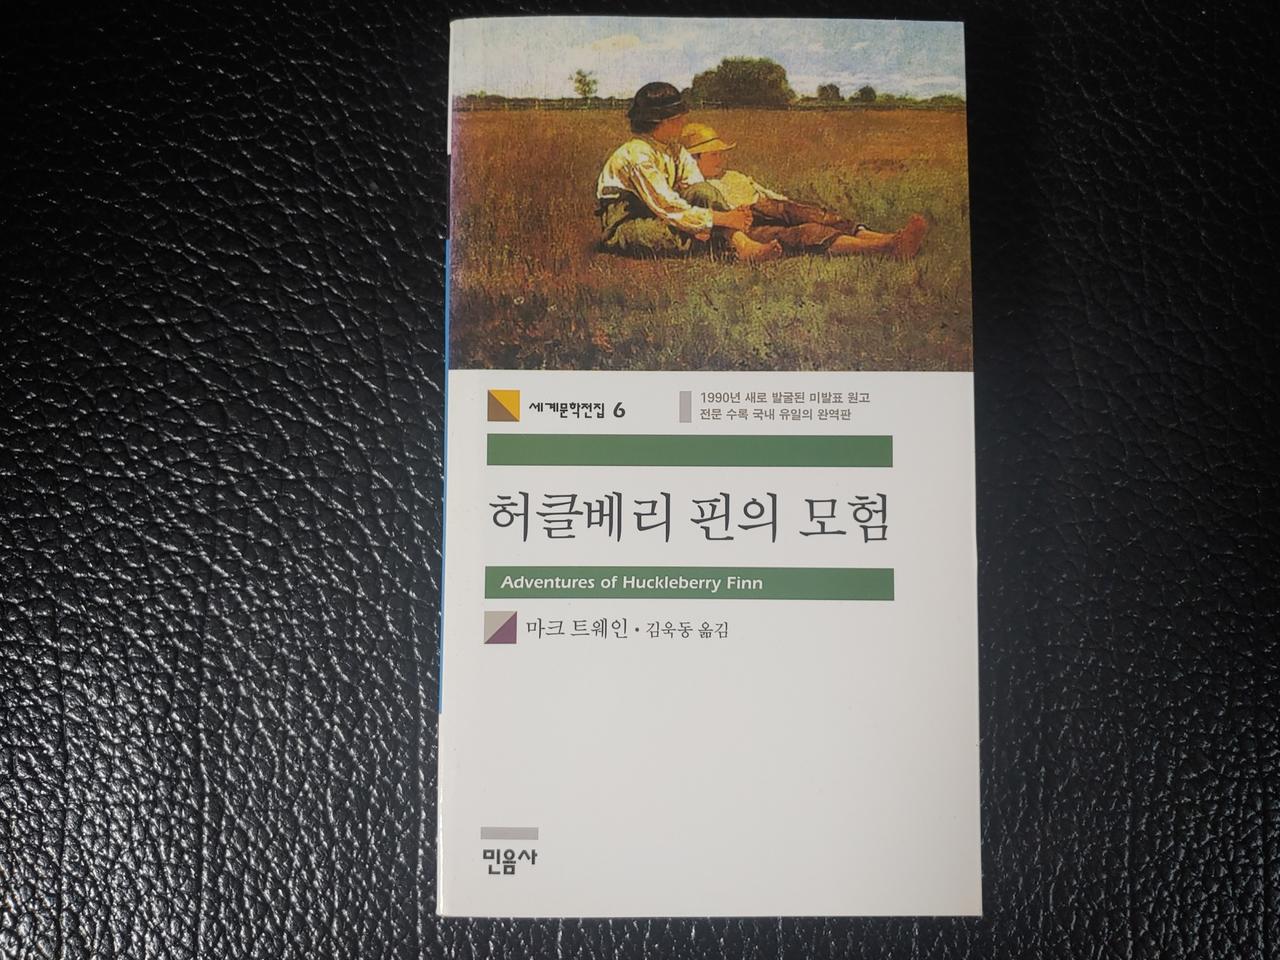 세계문학전집 6
1990년 새로 발굴된 미발표 원고
전문 수록 국내 유일의 완역판
허클베리 핀의 모험
Adventures of Huckleberry Finn
마크 트웨인 • 김욱동 옮김
민음사